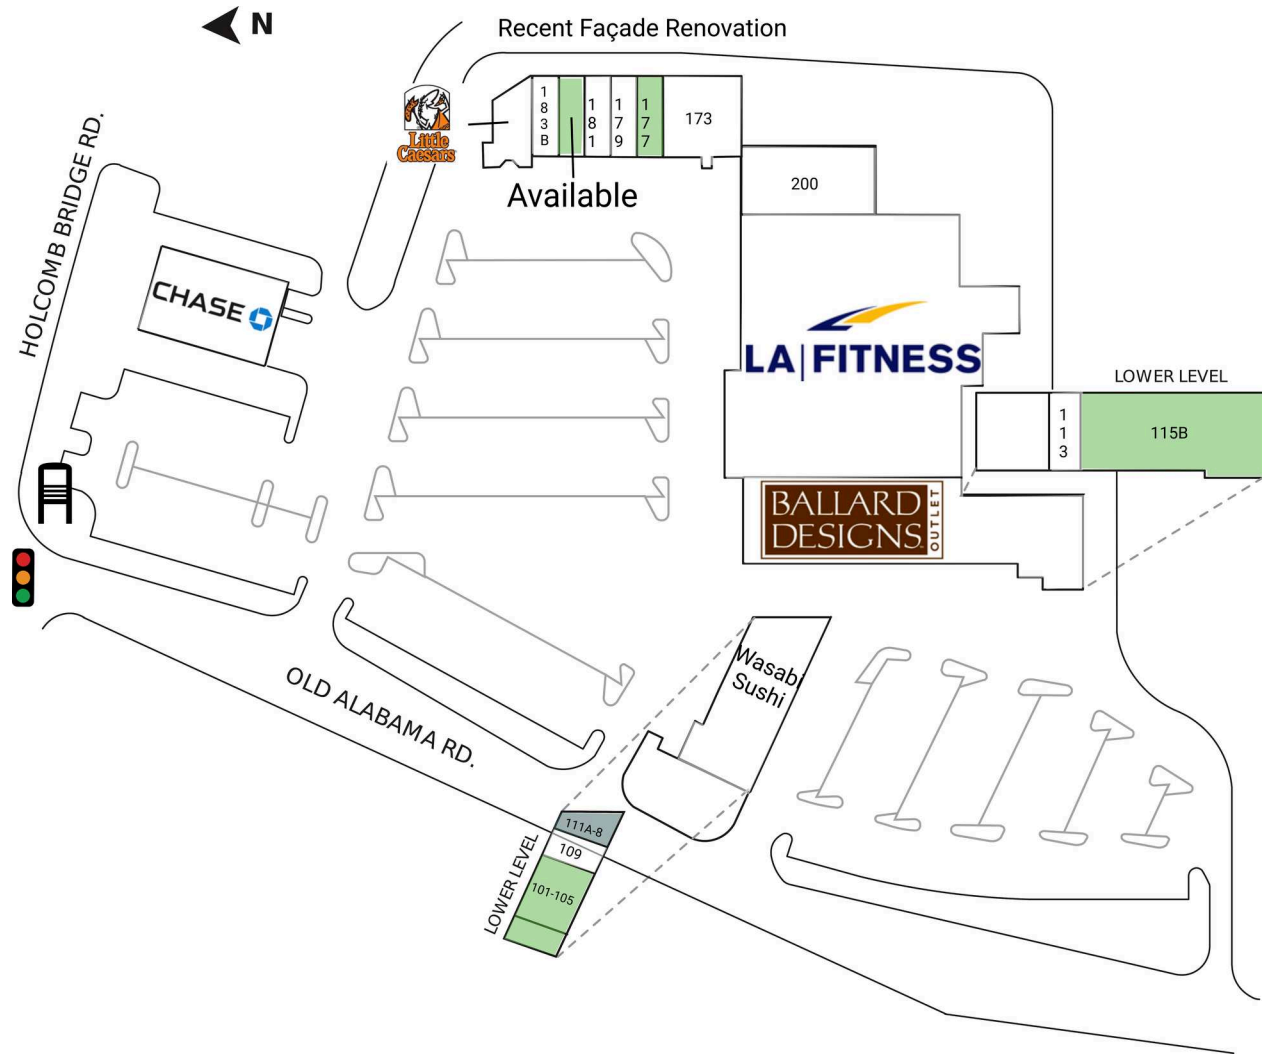 N
Recent Façade Renovation
Little
Caesars
183B
181
179
177
173
Available
200
HOLCOMB BRIDGE RD.
CHASE
LA|FITNESS
LOWER LEVEL
113
115B
BALLARD
DESIGNS
OUTLET
Wasabi
Sushi
OLD ALABAMA RD.
LOWER LEVEL
111A-8
109
101-105